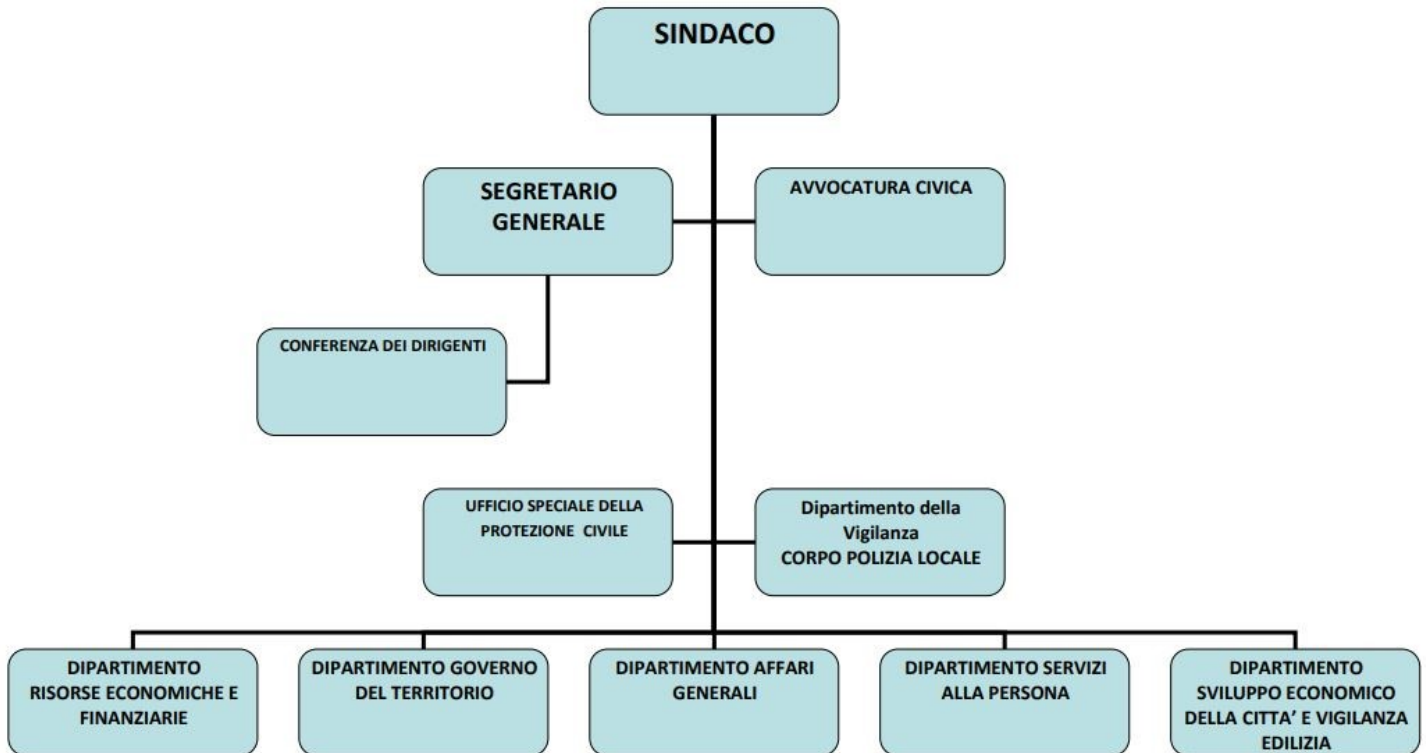 SINDACO
SEGRETARIO
GENERALE
AVVOCATURA CIVICA
CONFERENZA DEI DIRIGENTI
UFFICIO SPECIALE DELLA
PROTEZIONE CIVILE
Dipartimento della
Vigilanza
CORPO POLIZIA LOCALE
DIPARTIMENTO
RISORSE ECONOMICHE E
FINANZIARIE
DIPARTIMENTO GOVERNO
DEL TERRITORIO
DIPARTIMENTO AFFARI
GENERALI
DIPARTIMENTO SERVIZI
ALLA PERSONA
DIPARTIMENTO
SVILUPPO ECONOMICO
DELLA CITTA’ E VIGILANZA
EDILIZIA